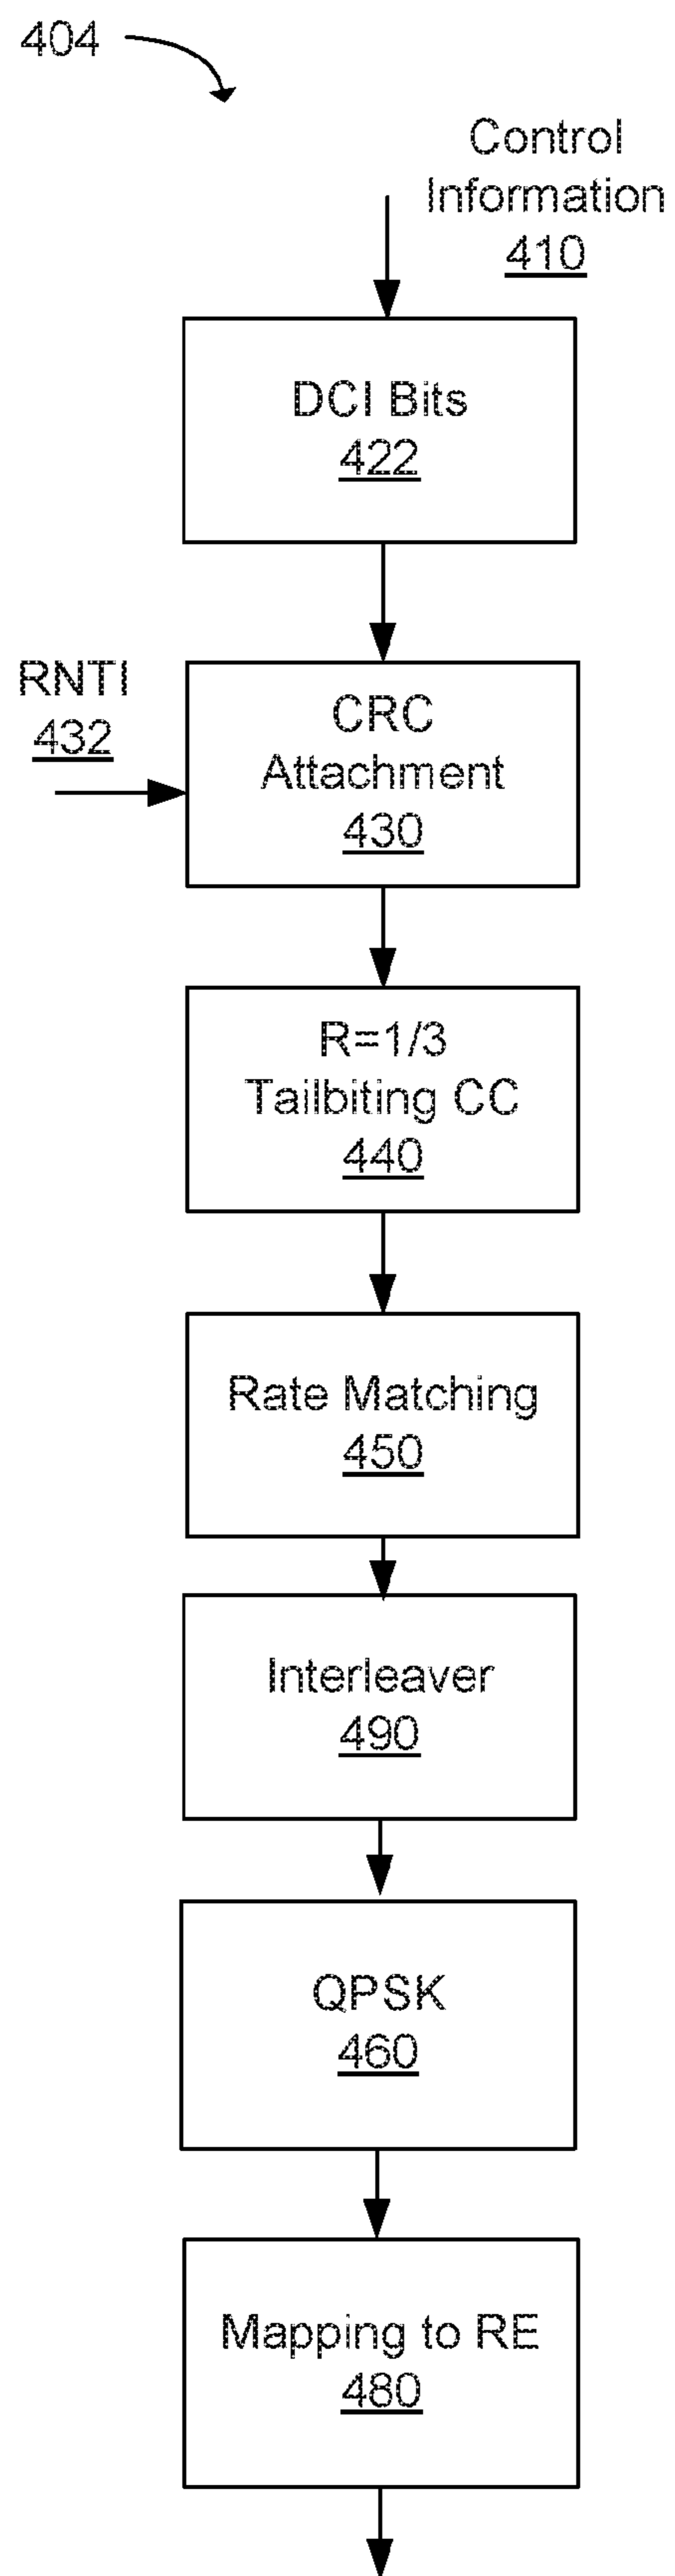 404
Control
Information
410
DCI Bits
422
RNTI
432
CRC
Attachment
430
R=1/3
Tailbiting CC
440
Rate Matching
450
Interleaver
490
QPSK
460
Mapping to RE
480